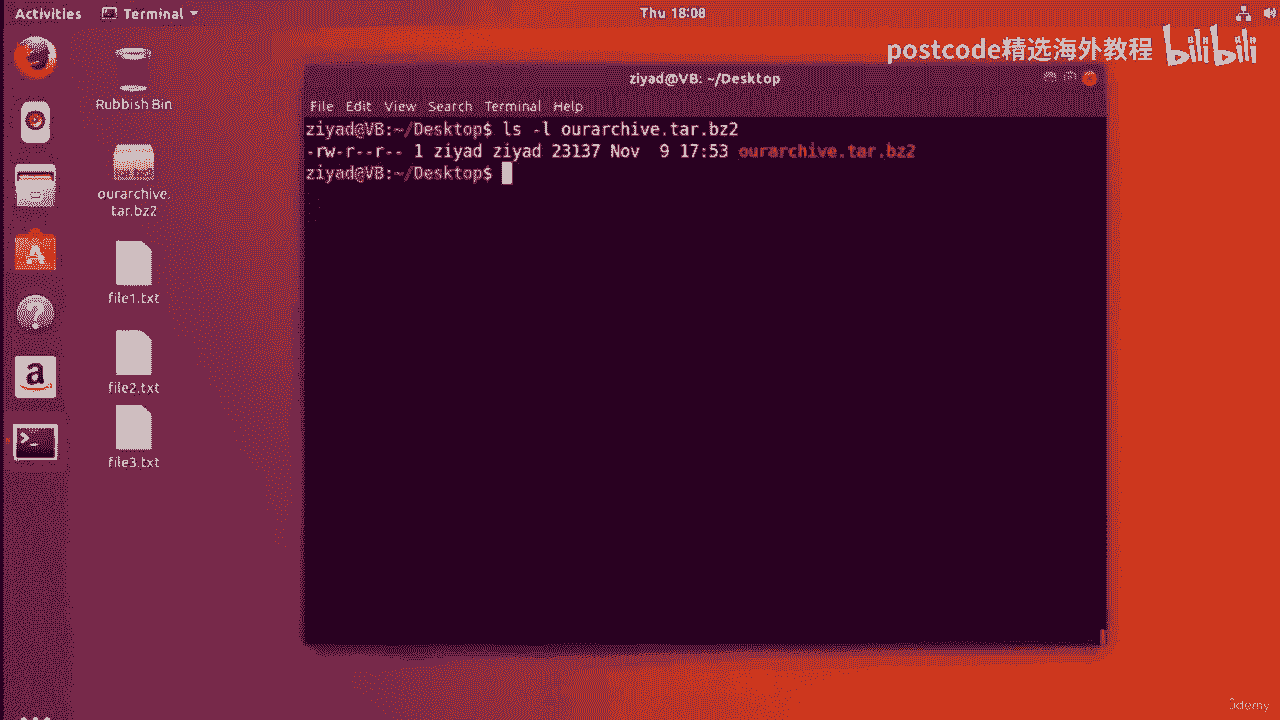 Activities
Terminal
Thu 18:08
postcode精选海外教程 bilibili
Rubbish Bin
ourarchive.
tar.bz2
file1.txt
file2.txt
file3.txt
ziyad@VB: ~/Desktop
File Edit View Search Terminal Help
ziyad@VB:~/Desktop$ ls -l ourarchive.tar.bz2
-rw-r--r-- 1 ziyad ziyad 23137 Nov  9 17:53 ourarchive.tar.bz2
ziyad@VB:~/Desktop$
Udemy